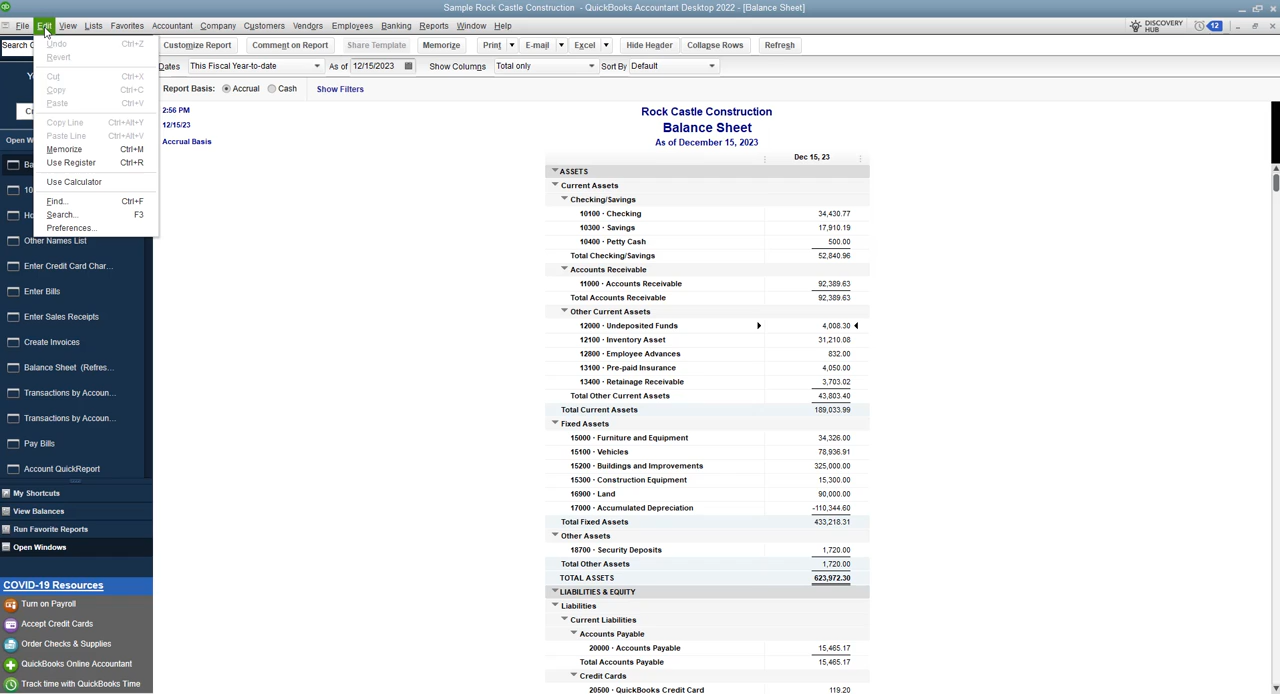 Sample Rock Castle Construction - QuickBooks Accountant Desktop 2022 - [Balance Sheet]
File Edit View Lists Favorites Accountant Company Customers Vendors Employees Banking Reports Window Help DISCOVERY HUB 12
Search C Customize Report Comment on Report Share Template Memorize Print E-mail Excel Hide Header Collapse Rows Refresh
Dates This Fiscal Year-to-date As of 12/15/2023 Show Columns Total only Sort By Default
Report Basis: Accrual Cash Show Filters
Undo Ctrl+Z
Revert
Cut Ctrl+X
Copy Ctrl+C
Paste Ctrl+V
Copy Line Ctrl+Alt+Y
Paste Line Ctrl+Alt+V
Memorize Ctrl+M
Use Register Ctrl+R
Use Calculator
Find... Ctrl+F
Search... F3
Preferences...
Open W
Ba
10
Ho
Other Names List
Enter Credit Card Char...
Enter Bills
Enter Sales Receipts
Create Invoices
Balance Sheet (Refres...
Transactions by Accoun...
Transactions by Accoun...
Pay Bills
Account QuickReport
My Shortcuts
View Balances
Run Favorite Reports
Open Windows
COVID-19 Resources
Turn on Payroll
Accept Credit Cards
Order Checks & Supplies
QuickBooks Online Accountant
Track time with QuickBooks Time
2:56 PM
12/15/23
Accrual Basis
Rock Castle Construction
Balance Sheet
As of December 15, 2023
Dec 15, 23
ASSETS
Current Assets
Checking/Savings
10100 · Checking 34,430.77
10300 · Savings 17,910.19
10400 · Petty Cash 500.00
Total Checking/Savings 52,840.96
Accounts Receivable
11000 · Accounts Receivable 92,389.63
Total Accounts Receivable 92,389.63
Other Current Assets
12000 · Undeposited Funds 4,008.30
12100 · Inventory Asset 31,210.08
12800 · Employee Advances 832.00
13100 · Pre-paid Insurance 4,050.00
13400 · Retainage Receivable 3,703.02
Total Other Current Assets 43,803.40
Total Current Assets 189,033.99
Fixed Assets
15000 · Furniture and Equipment 34,326.00
15100 · Vehicles 78,936.91
15200 · Buildings and Improvements 325,000.00
15300 · Construction Equipment 15,300.00
16900 · Land 90,000.00
17000 · Accumulated Depreciation -110,344.60
Total Fixed Assets 433,218.31
Other Assets
18700 · Security Deposits 1,720.00
Total Other Assets 1,720.00
TOTAL ASSETS 623,972.30
LIABILITIES & EQUITY
Liabilities
Current Liabilities
Accounts Payable
20000 · Accounts Payable 15,465.17
Total Accounts Payable 15,465.17
Credit Cards
20500 · QuickBooks Credit Card 119.20